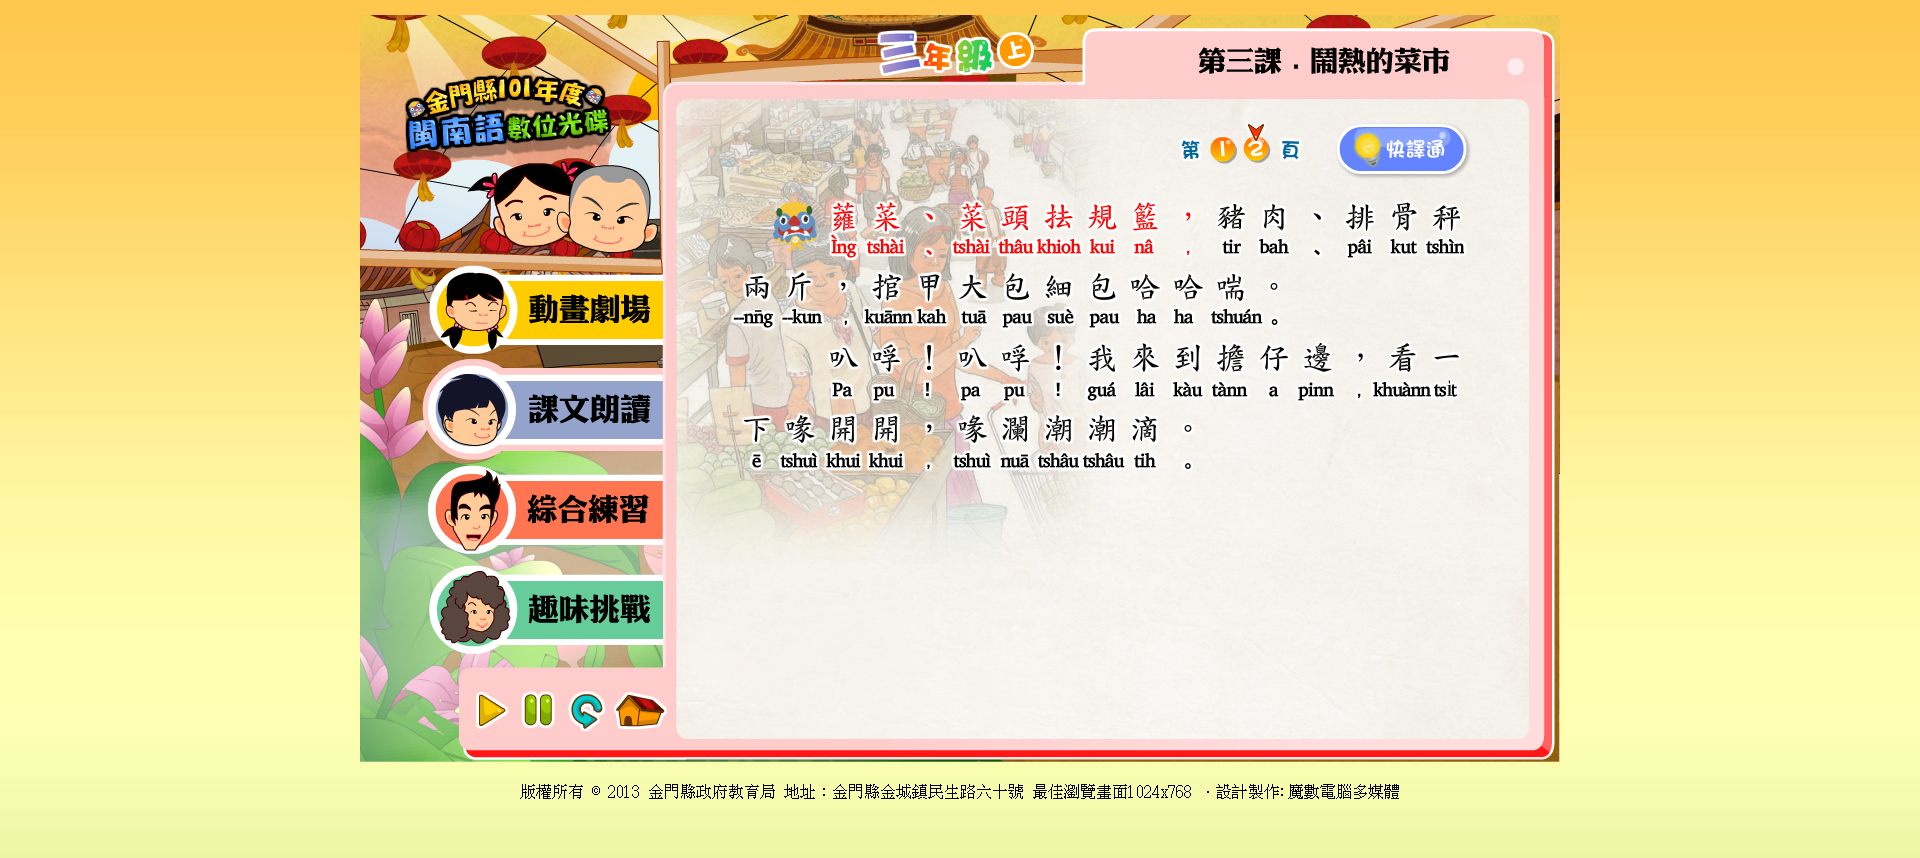 三年級 上
第三課．鬧熱的菜市
金門縣101年度
閩南語數位光碟
第 1 2 頁
快譯通
蕹菜、菜頭抾規籃，豬肉、排骨秤
Ìng tshài 、 tshài thâu khioh kui nâ , tir bah 、 pâi kut tshìn
兩斤，捾甲大包細包哈哈喘。
--nn̄g --kun , kuānn kah tuā pau suè pau ha ha tshuán 。
叭哹！叭哹！我來到擔仔邊，看一
Pa pu ! pa pu ! guá lâi kàu tànn a pinn , khuànn tsi̍t
下喙開開，喙瀾潮潮滴。
ē tshuì khui khui , tshuì nuā tshâu tshâu tih 。
動畫劇場
課文朗讀
綜合練習
趣味挑戰
版權所有 © 2013 金門縣政府教育局 地址：金門縣金城鎮民生路六十號 最佳瀏覽畫面1024x768 ‧設計製作: 魔數電腦多媒體